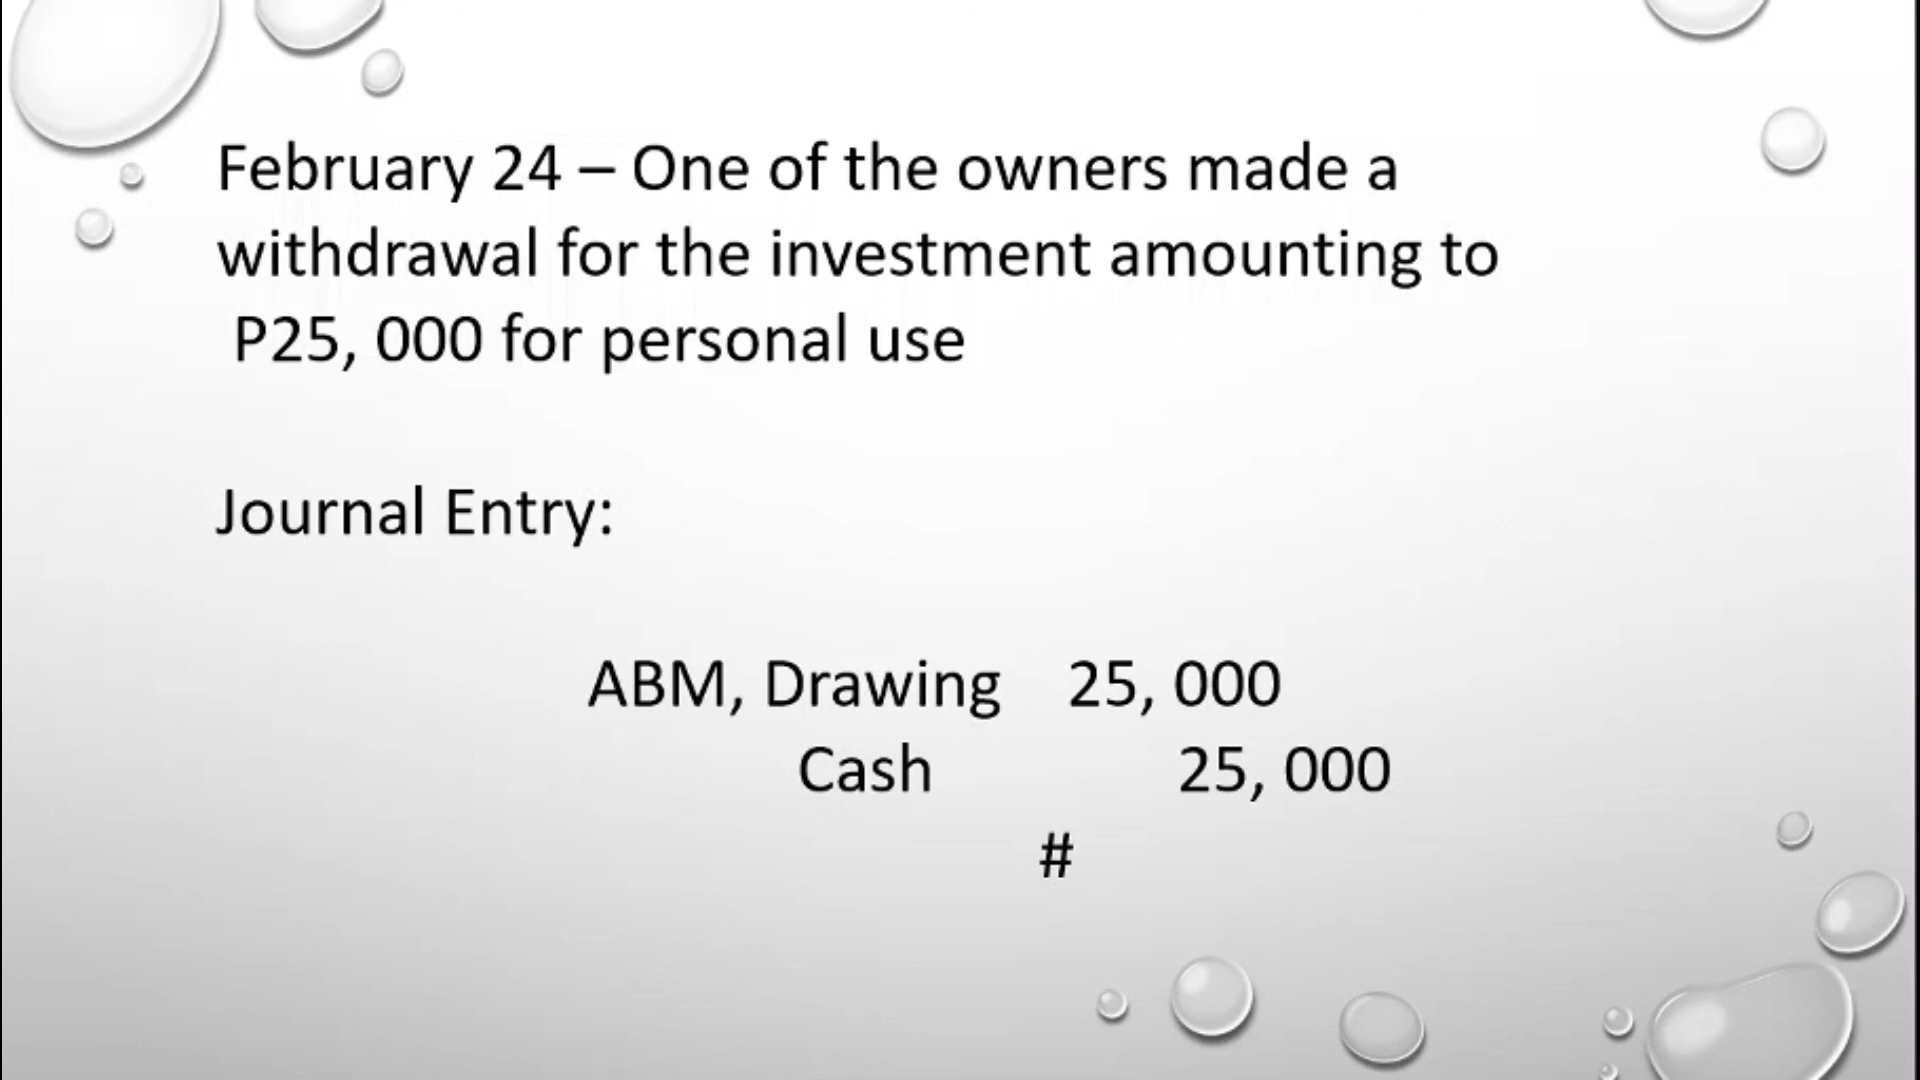 February 24 – One of the owners made a
withdrawal for the investment amounting to
P25, 000 for personal use
Journal Entry:
ABM, Drawing 25, 000
Cash 25, 000
#